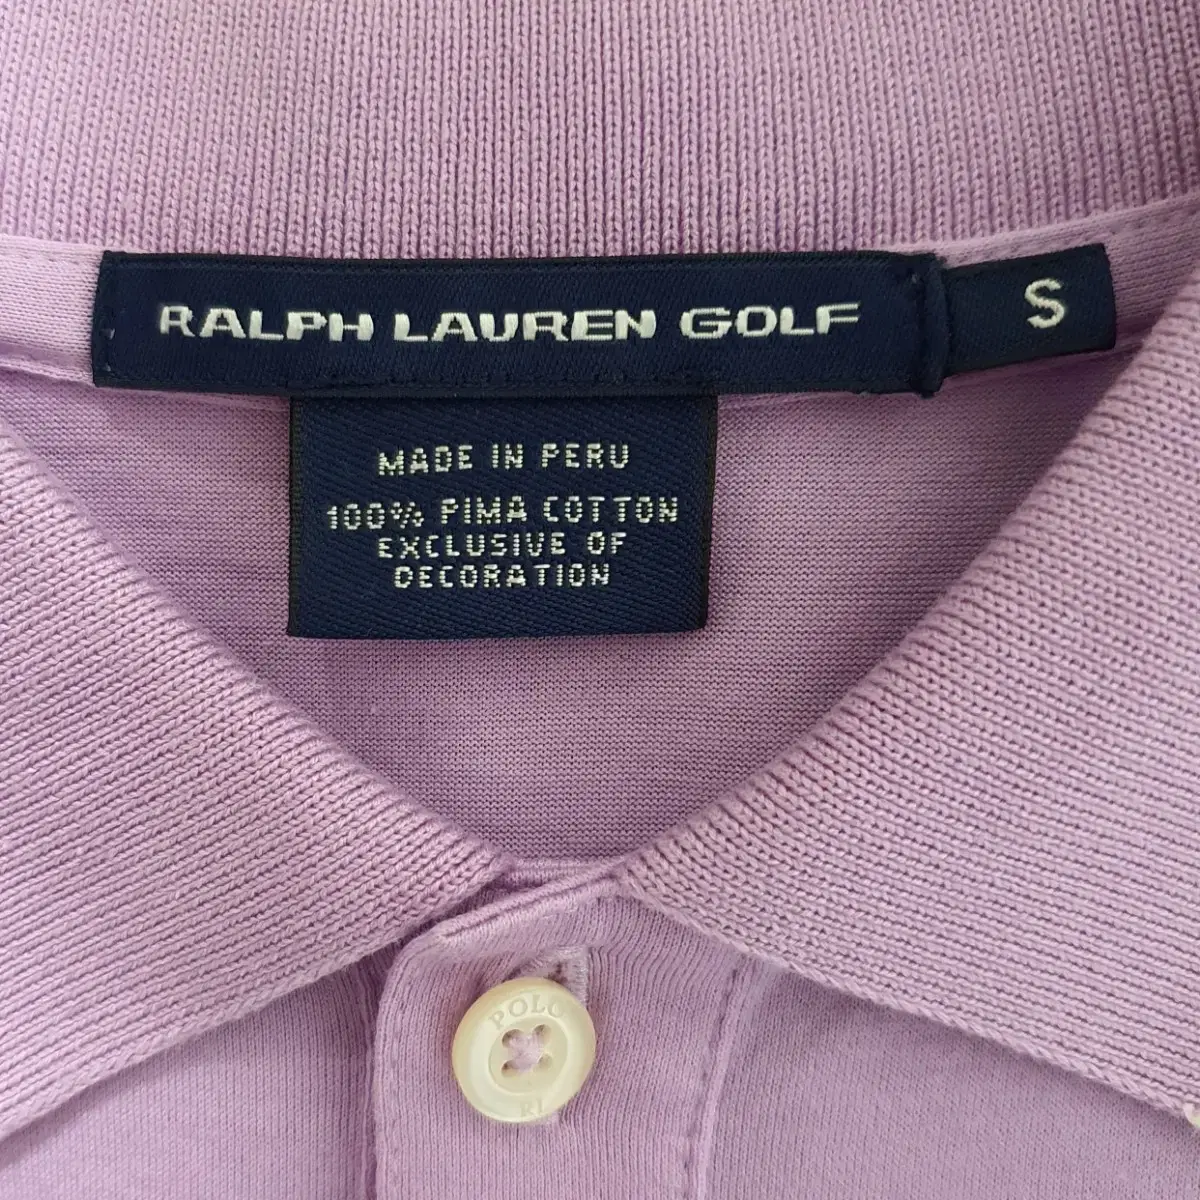 RALPH LAUREN GOLF S
MADE IN PERU
100% PIMA COTTON
EXCLUSIVE OF
DECORATION
POLO
RL